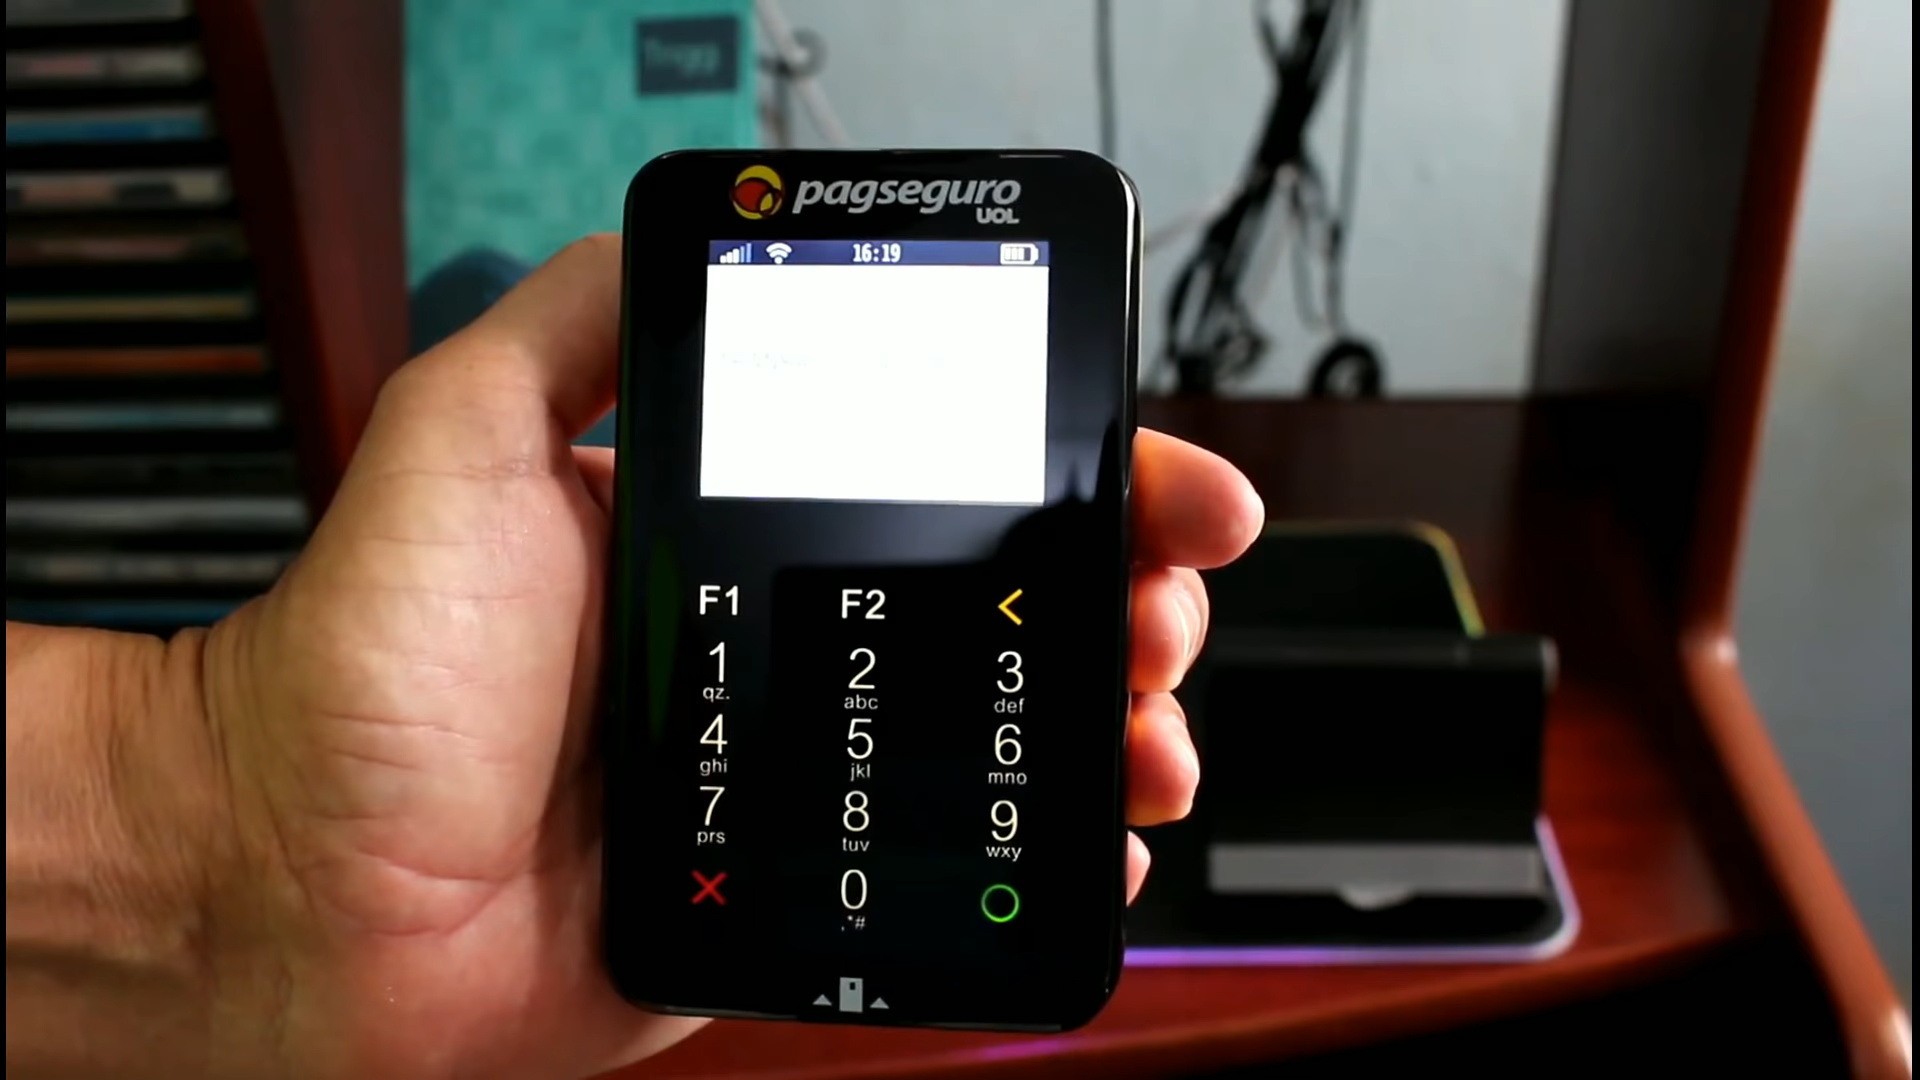 Trigg
pagseguro
UOL
16:19
F1 F2 <
1 2 3
qz. abc def
4 5 6
ghi jkl mno
7 8 9
prs tuv wxy
0
.*#